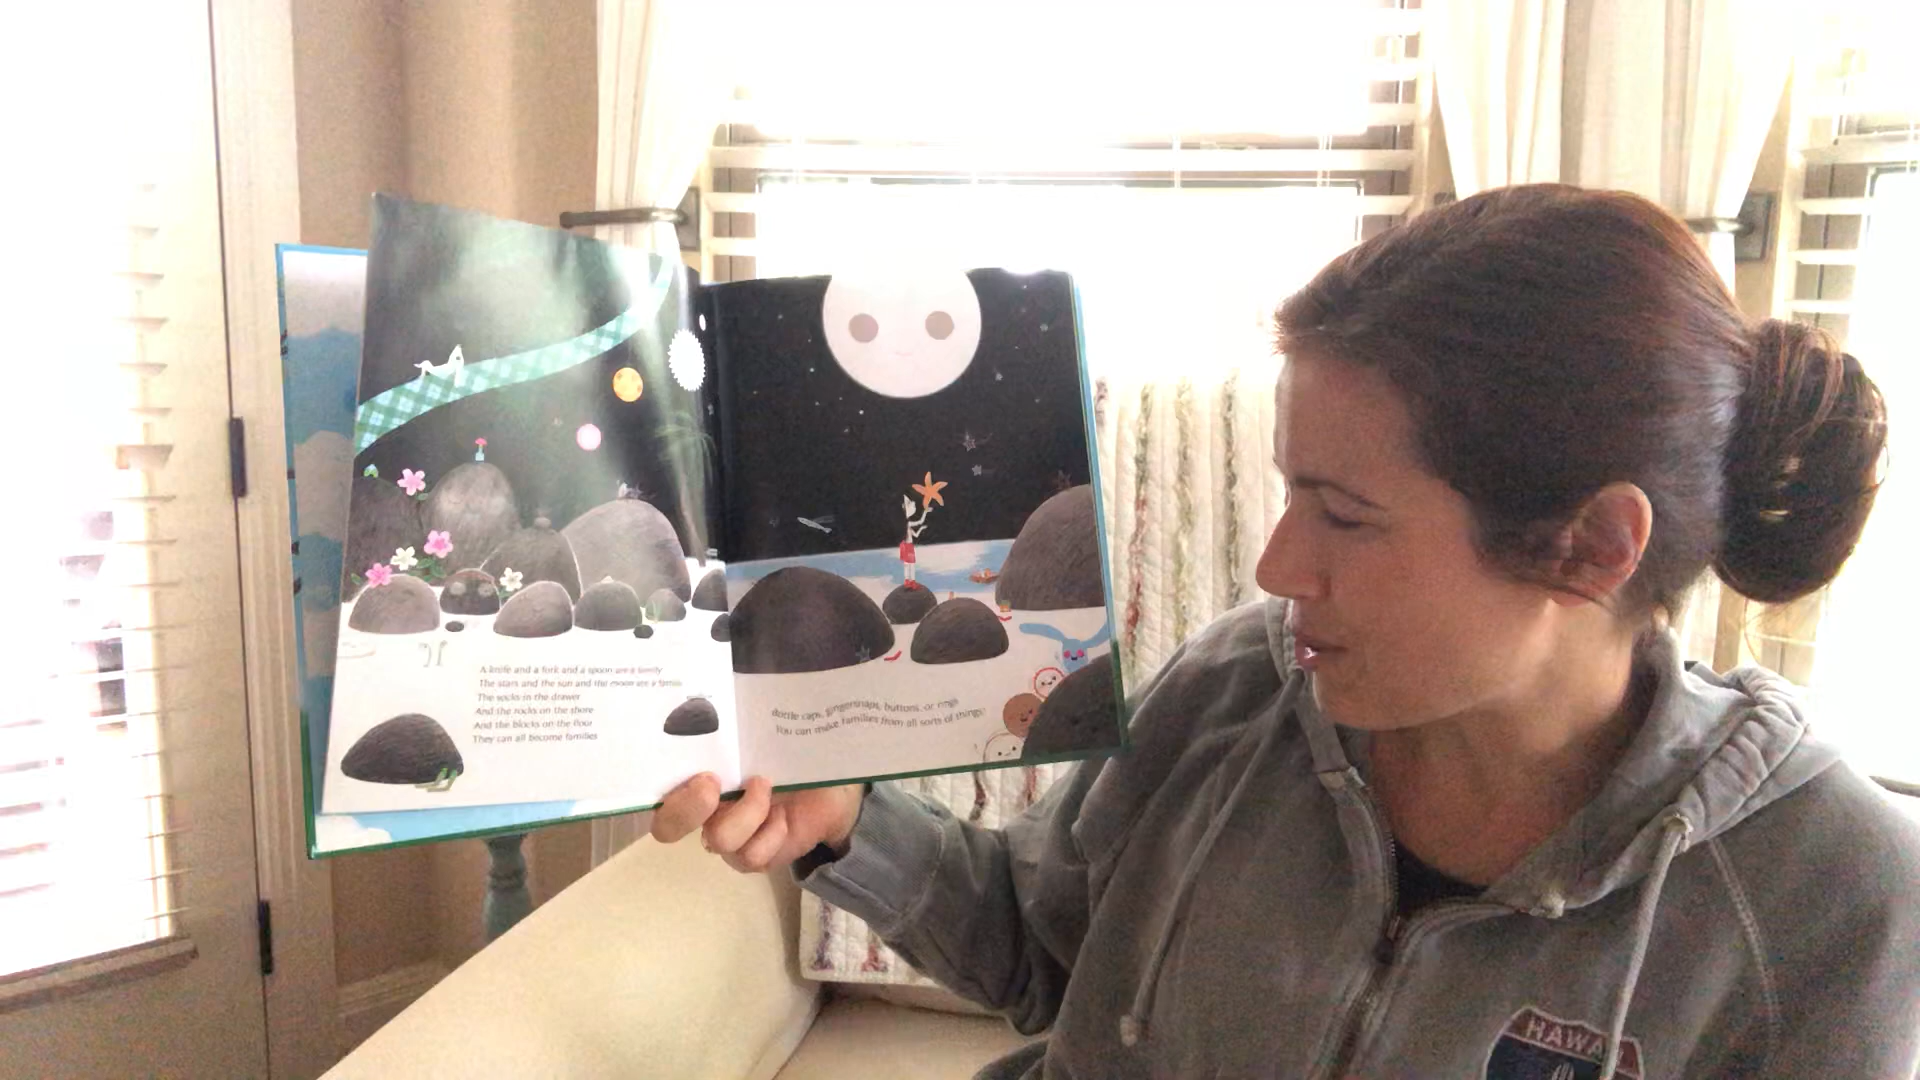 A knife and a fork and a spoon are a family
The stars and the sun and the moon are a family
The socks in the drawer
And the rocks on the shore
And the blocks on the floor
They can all become families
Bottle caps, gingersnaps, buttons, or rings
You can make families from all sorts of things!
HAWA